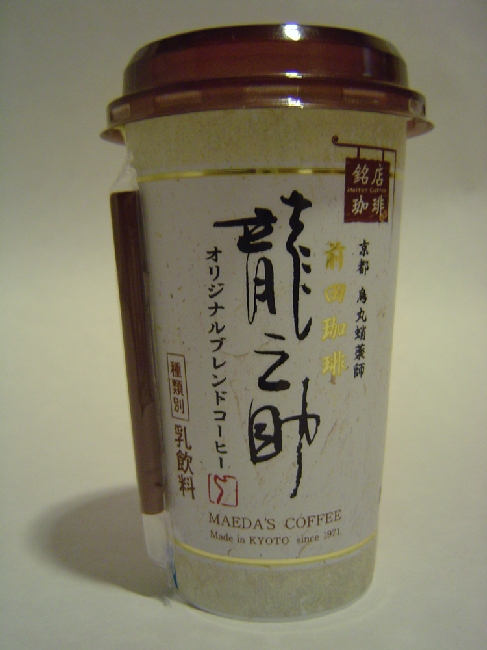 銘店
珈琲
京都 烏丸蛸薬師
前田珈琲
龍之助
オリジナルブレンドコーヒー
種類別
乳飲料
MAEDA'S COFFEE
Made in KYOTO since 1971